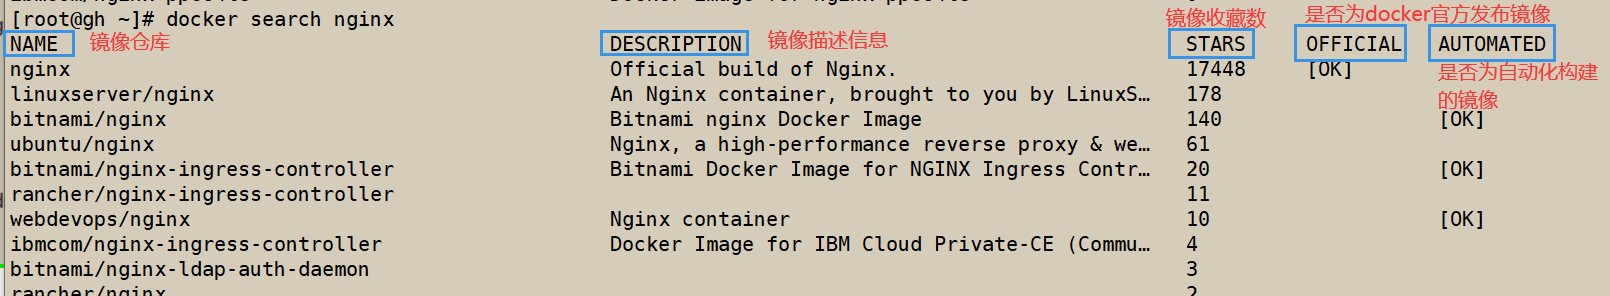 [root@gh ~]# docker search nginx
镜像收藏数 是否为docker官方发布镜像
NAME 镜像仓库 DESCRIPTION 镜像描述信息 STARS OFFICIAL AUTOMATED
nginx Official build of Nginx. 17448 [OK]
是否为自动化构建的镜像
linuxserver/nginx An Nginx container, brought to you by LinuxS… 178
bitnami/nginx Bitnami nginx Docker Image 140 [OK]
ubuntu/nginx Nginx, a high-performance reverse proxy & we… 61
bitnami/nginx-ingress-controller Bitnami Docker Image for NGINX Ingress Contr… 20 [OK]
rancher/nginx-ingress-controller 11
webdevops/nginx Nginx container 10 [OK]
ibmcom/nginx-ingress-controller Docker Image for IBM Cloud Private-CE (Commu… 4
bitnami/nginx-ldap-auth-daemon 3
rancher/nginx 2